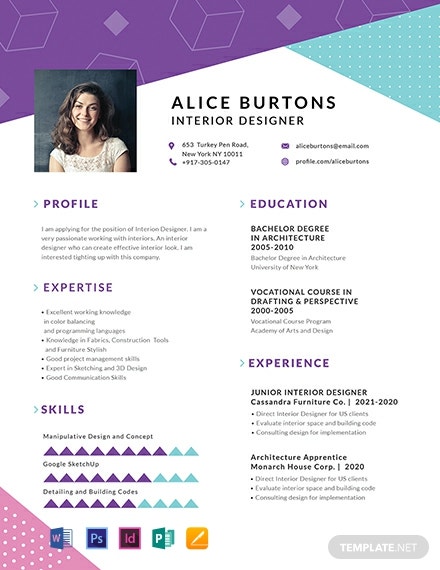 ALICE BURTONS
INTERIOR DESIGNER
653 Turkey Pen Road,
New York NY 10011
+917-305-0147
aliceburtons@email.com
profile.com/aliceburtons
PROFILE
I am applying for the position of Interion Designer. I am a
very passionate working with interiors. An interior
designer who can create effective interior look. I am
interested tighting up with this company.
EXPERTISE
• Excellent working knowledge
in color balancing
and programming languages
• Knowledge in Fabrics, Construction Tools
and Furniture Stylish
• Good project management skills
• Expert in Sketching and 3D Design
• Good Communication Skills
SKILLS
Manipulative Design and Concept
Google SketchUp
Detailing and Building Codes
EDUCATION
BACHELOR DEGREE
IN ARCHITECTURE
2005-2010
Bachelor Degree in Architecture
University of New York
VOCATIONAL COURSE IN
DRAFTING & PERSPECTIVE
2000-2005
Vocational Course Program
Academy of Arts and Design
EXPERIENCE
JUNIOR INTERIOR DESIGNER
Cassandra Furniture Co. | 2021-2020
• Direct Interior Designer for US clients
• Evaluate interior space and building code
• Consulting design for implementation
Architecture Apprentice
Monarch House Corp. | 2020
• Direct Interior Designer for US clients
• Evaluate interior space and building code
• Consulting design for implementation
W Ps Id P
TEMPLATE.NET